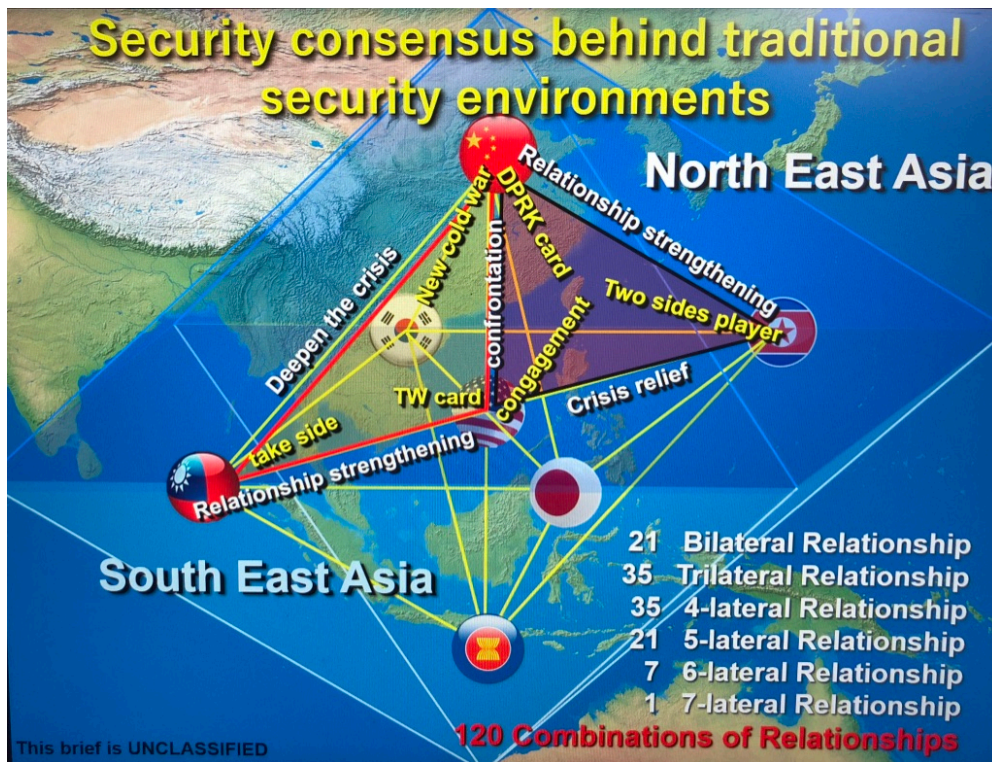 Security consensus behind traditional
security environments
North East Asia
Relationship strengthening
DPRK card
New cold war
confrontation
Deepen the crisis
Two sides player
congagement
TW card
Crisis relief
take side
Relationship strengthening
South East Asia
21 Bilateral Relationship
35 Trilateral Relationship
35 4-lateral Relationship
21 5-lateral Relationship
7 6-lateral Relationship
1 7-lateral Relationship
120 Combinations of Relationships
This brief is UNCLASSIFIED